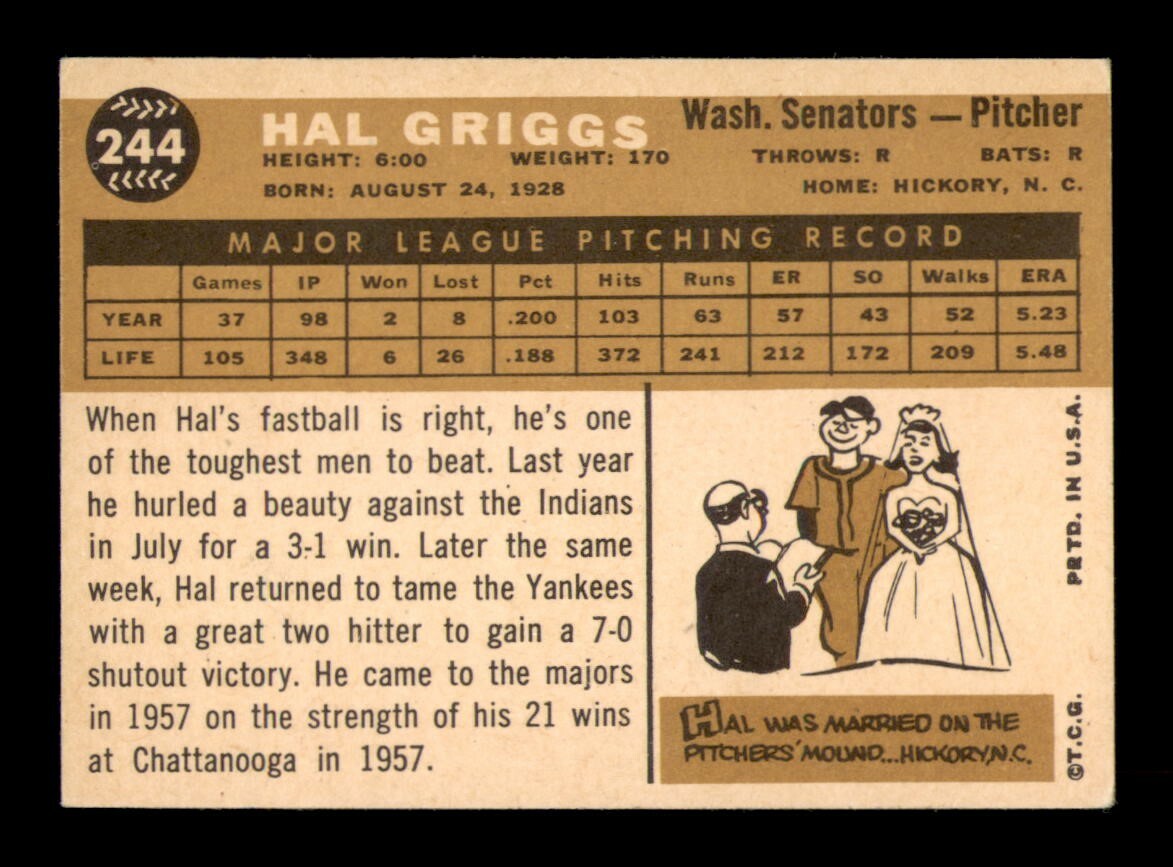 244
HAL GRIGGS
Wash. Senators — Pitcher
HEIGHT: 6:00 WEIGHT: 170 THROWS: R BATS: R
BORN: AUGUST 24, 1928 HOME: HICKORY, N. C.
MAJOR LEAGUE PITCHING RECORD
Games IP Won Lost Pct Hits Runs ER SO Walks ERA
YEAR 37 98 2 8 .200 103 63 57 43 52 5.23
LIFE 105 348 6 26 .188 372 241 212 172 209 5.48
When Hal's fastball is right, he's one
of the toughest men to beat. Last year
he hurled a beauty against the Indians
in July for a 3-1 win. Later the same
week, Hal returned to tame the Yankees
with a great two hitter to gain a 7-0
shutout victory. He came to the majors
in 1957 on the strength of his 21 wins
at Chattanooga in 1957.
HAL WAS MARRIED ON THE
PITCHERS' MOUND...HICKORY, N.C.
©T.C.G. PRTD. IN U.S.A.